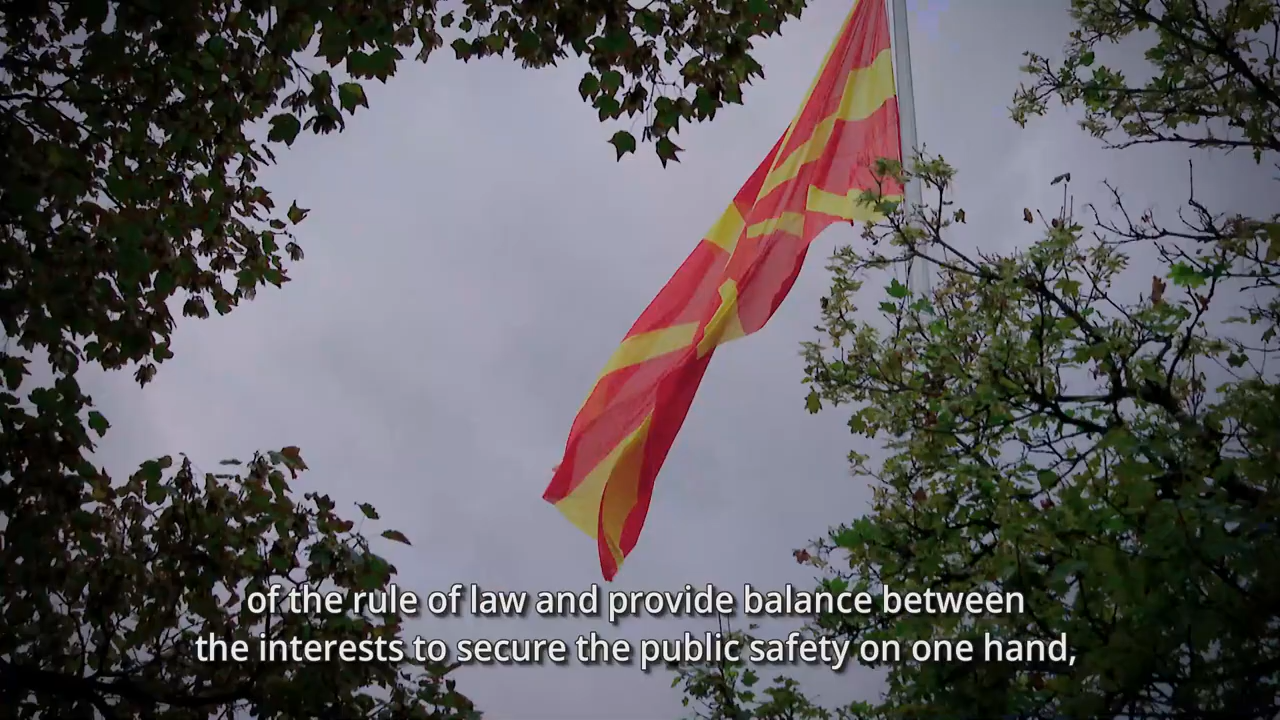 of the rule of law and provide balance between
the interests to secure the public safety on one hand,